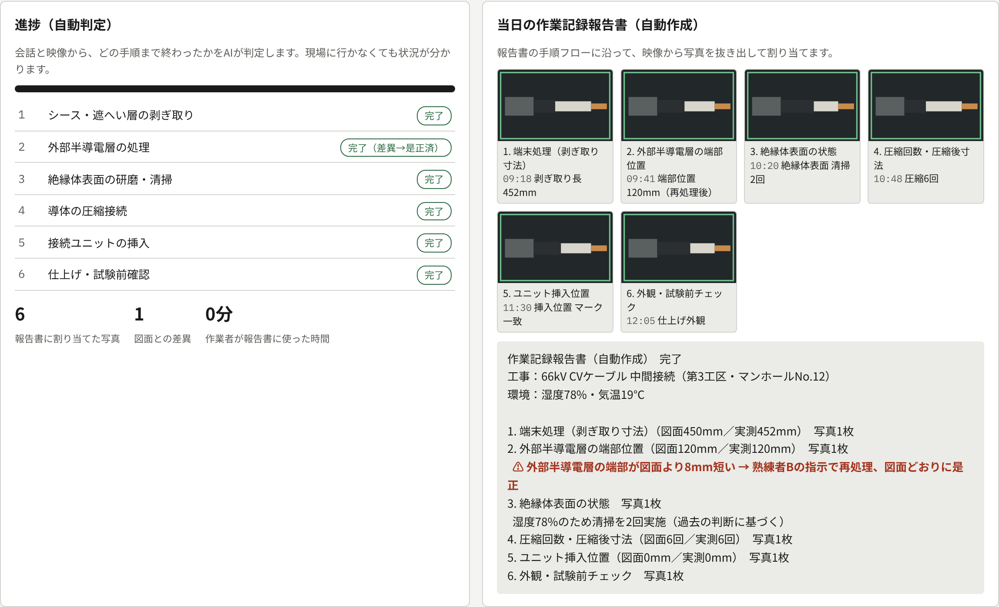 進捗（自動判定）
会話と映像から、どの手順まで終わったかをAIが判定します。現場に行かなくても状況が分か
ります。
1 シース・遮へい層の剥ぎ取り 完了
2 外部半導電層の処理 完了（差異→是正済）
3 絶縁体表面の研磨・清掃 完了
4 導体の圧縮接続 完了
5 接続ユニットの挿入 完了
6 仕上げ・試験前確認 完了
6 1 0分
報告書に割り当てた写真 図面との差異 作業者が報告書に使った時間
当日の作業記録報告書（自動作成）
報告書の手順フローに沿って、映像から写真を抜き出して割り当てます。
1. 端末処理（剥ぎ取り
寸法）
09:18 剥ぎ取り長
452mm
2. 外部半導電層の端部
位置
09:41 端部位置
120mm（再処理後）
3. 絶縁体表面の状態
10:20 絶縁体表面 清掃
2回
4. 圧縮回数・圧縮後寸
法
10:48 圧縮6回
5. ユニット挿入位置
11:30 挿入位置 マーク
一致
6. 外観・試験前チェッ
ク
12:05 仕上げ外観
作業記録報告書（自動作成） 完了
工事：66kV CVケーブル 中間接続（第3工区・マンホールNo.12）
環境：湿度78%・気温19℃
1. 端末処理（剥ぎ取り寸法）（図面450mm／実測452mm） 写真1枚
2. 外部半導電層の端部位置（図面120mm／実測120mm） 写真1枚
⚠ 外部半導電層の端部が図面より8mm短い → 熟練者Bの指示で再処理、図面どおりに是
正
3. 絶縁体表面の状態 写真1枚
湿度78%のため清掃を2回実施（過去の判断に基づく）
4. 圧縮回数・圧縮後寸法（図面6回／実測6回） 写真1枚
5. ユニット挿入位置（図面0mm／実測0mm） 写真1枚
6. 外観・試験前チェック 写真1枚